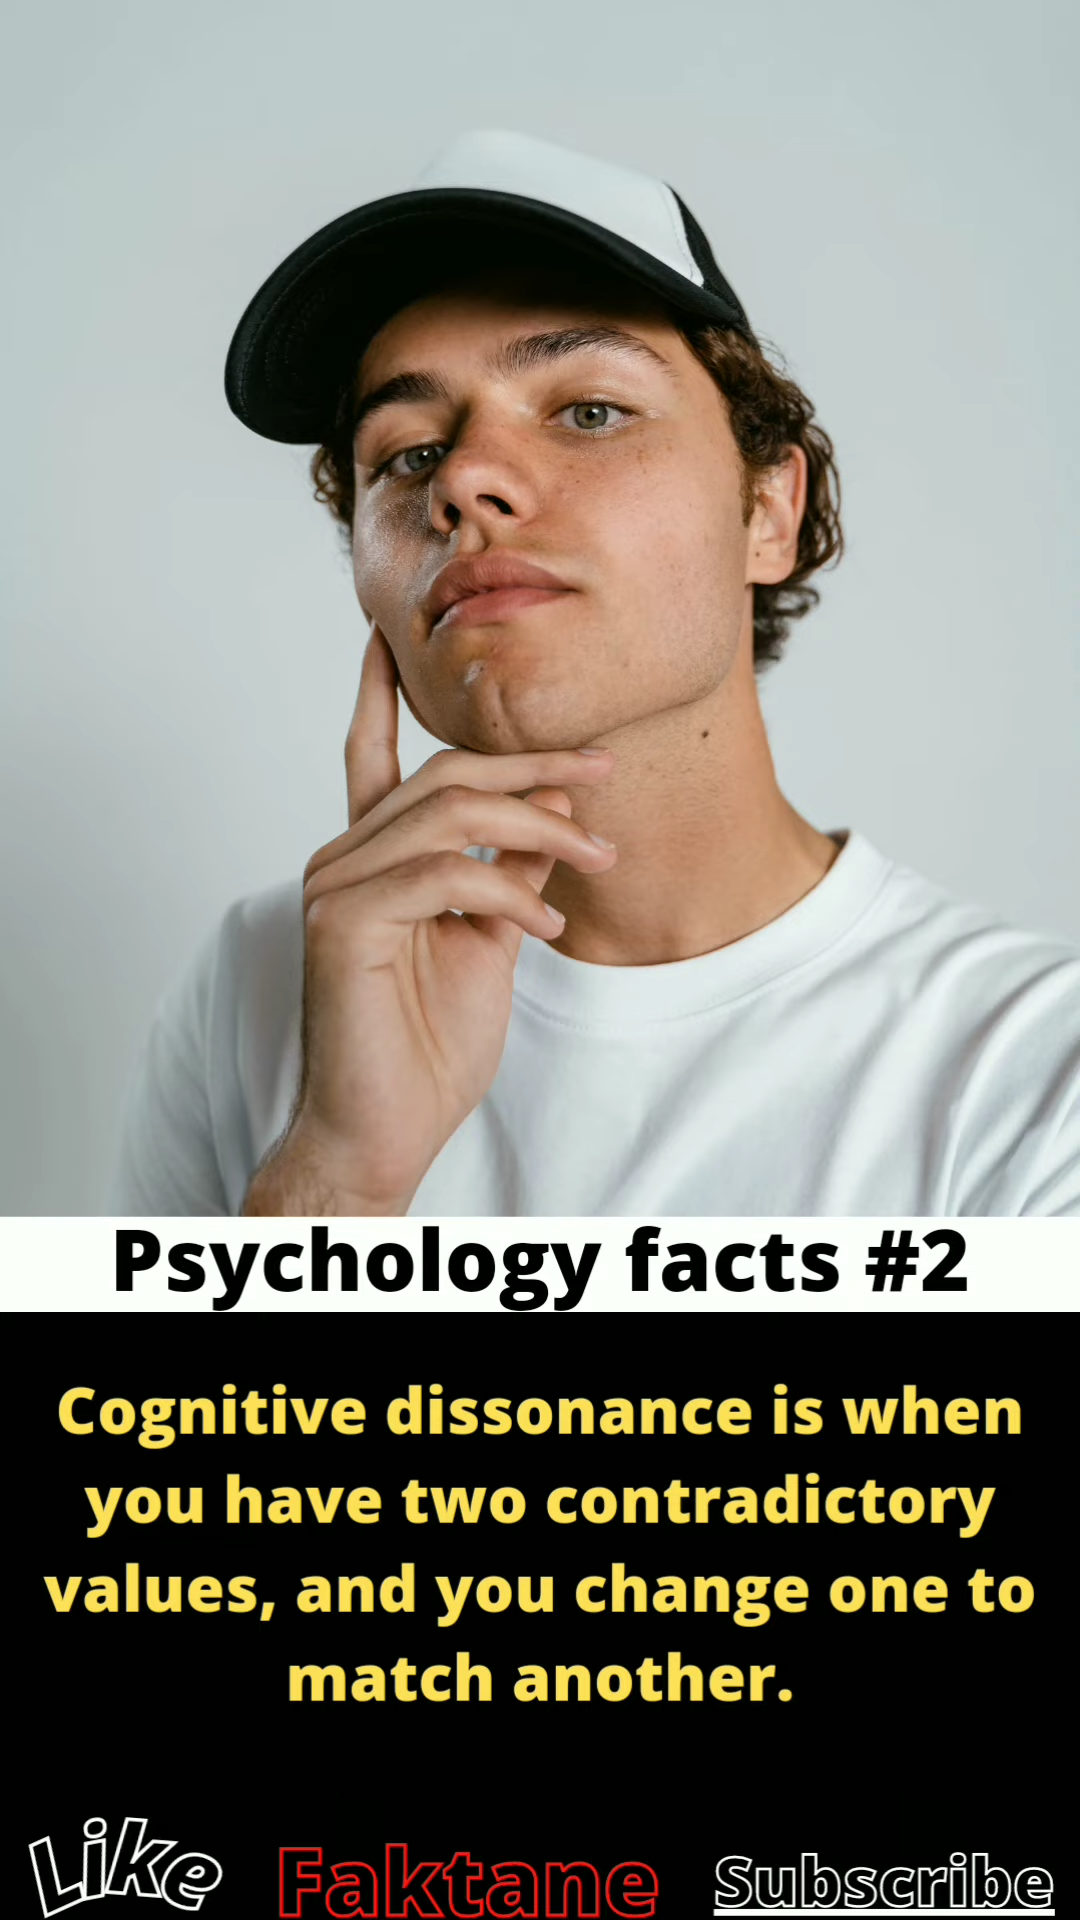 Psychology facts #2
Cognitive dissonance is when
you have two contradictory
values, and you change one to
match another.
Like Faktane Subscribe